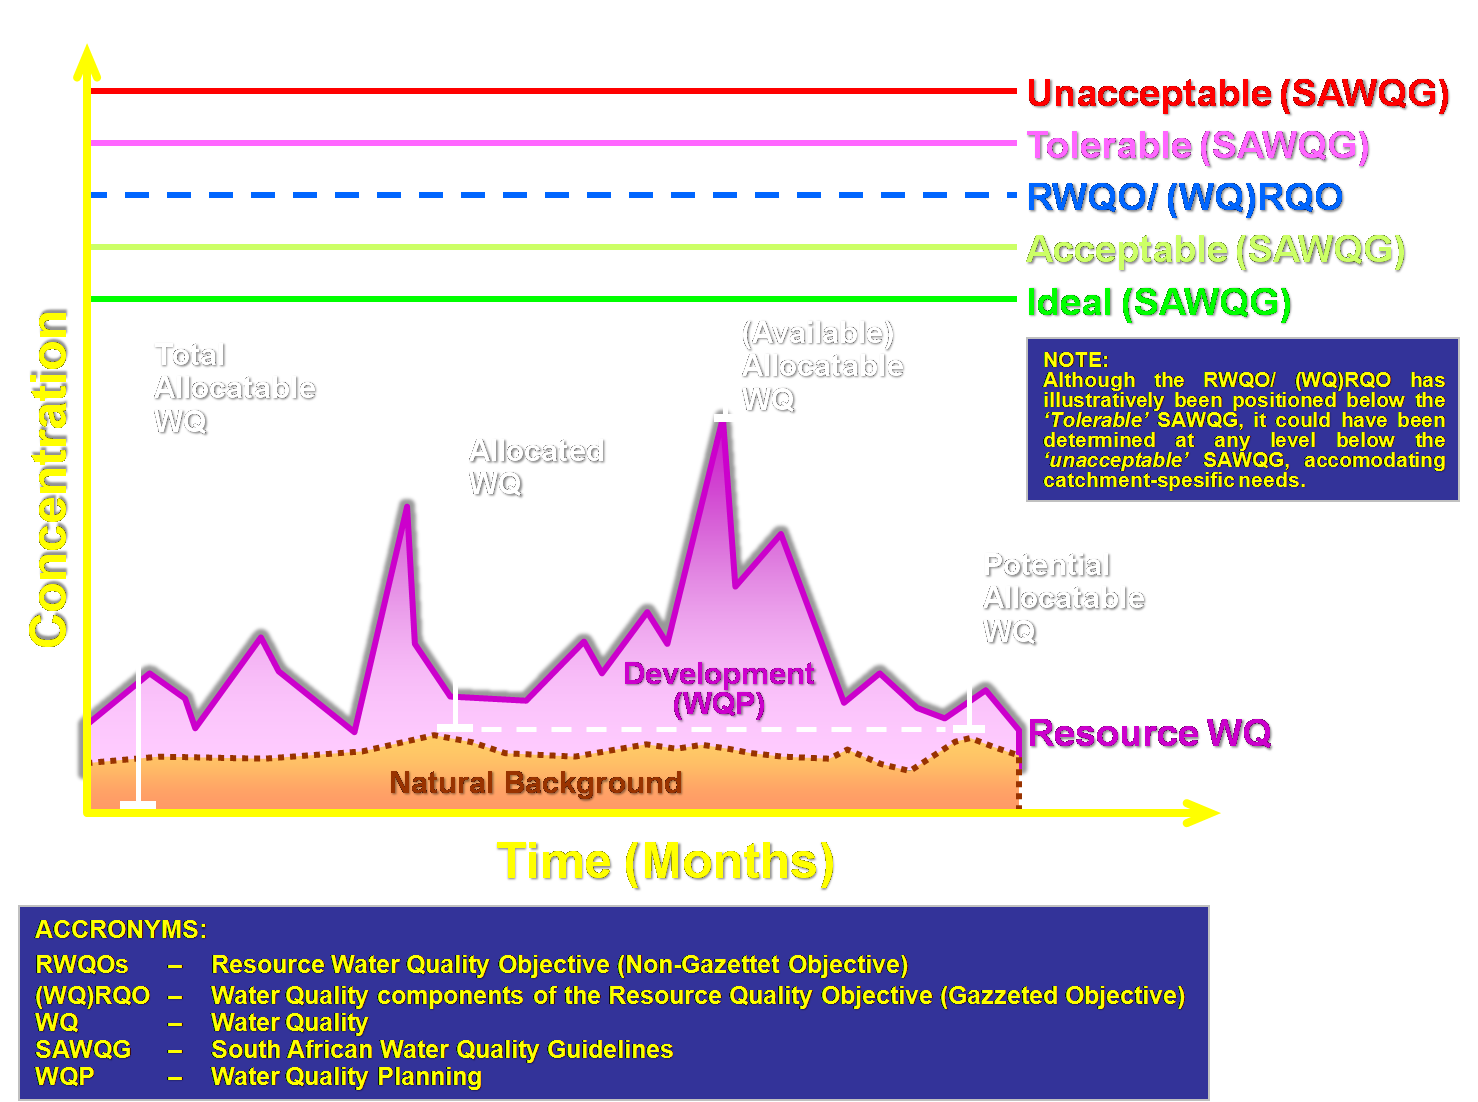 Unacceptable (SAWQG)
Tolerable (SAWQG)
RWQO/ (WQ)RQO
Acceptable (SAWQG)
Ideal (SAWQG)
Concentration
Total
Allocatable
WQ
(Available)
Allocatable
WQ
Allocated
WQ
NOTE:
Although the RWQO/ (WQ)RQO has
illustratively been positioned below the
‘Tolerable’ SAWQG, it could have been
determined at any level below the
‘unacceptable’ SAWQG, accomodating
catchment-spesific needs.
Potential
Allocatable
WQ
Development
(WQP)
Resource WQ
Natural Background
Time (Months)
ACCRONYMS:
RWQOs – Resource Water Quality Objective (Non-Gazettet Objective)
(WQ)RQO – Water Quality components of the Resource Quality Objective (Gazzeted Objective)
WQ – Water Quality
SAWQG – South African Water Quality Guidelines
WQP – Water Quality Planning